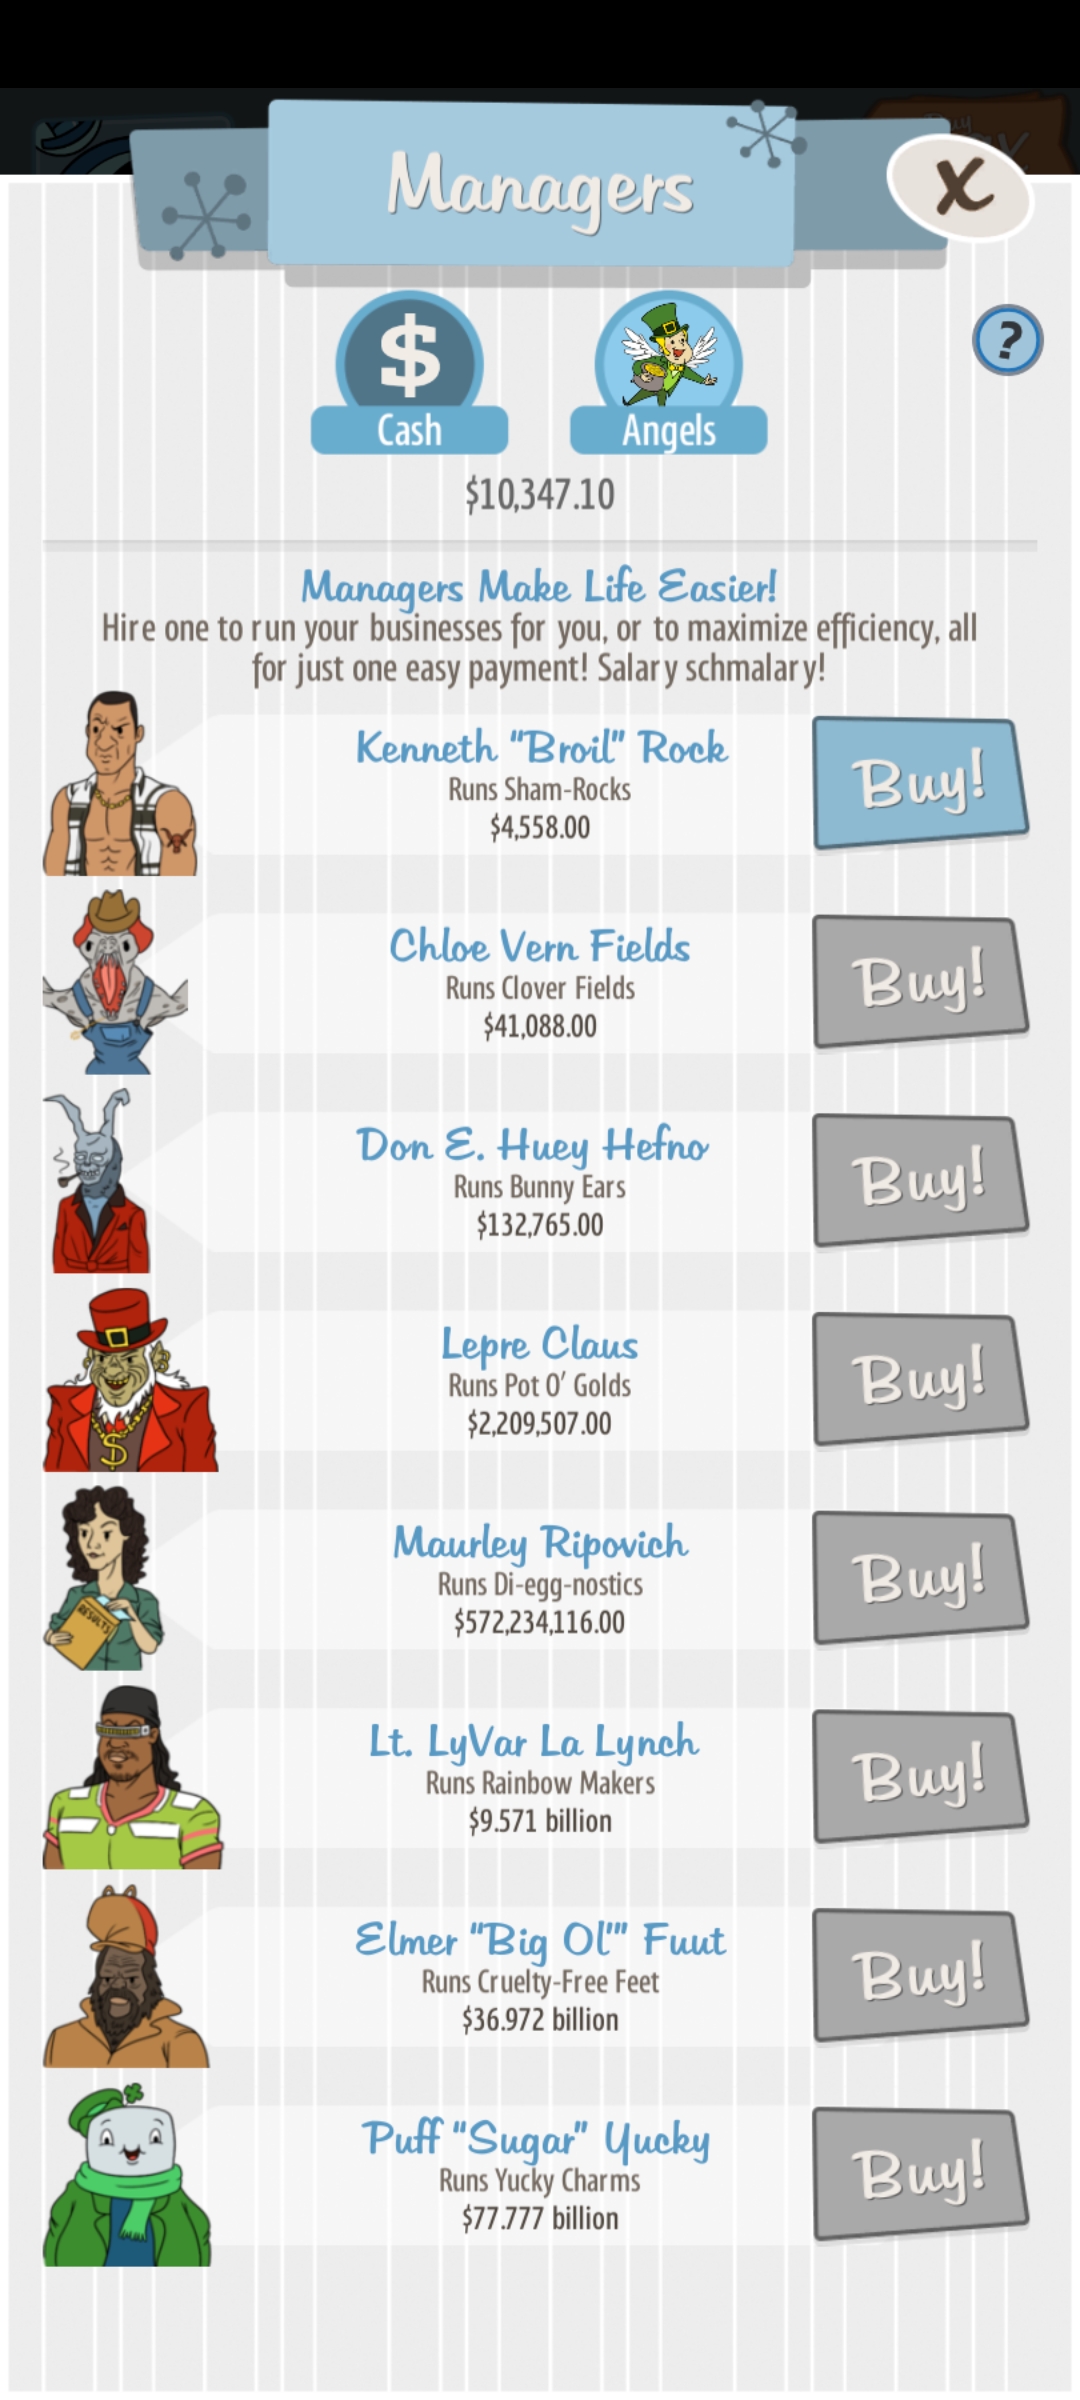 Managers
X
$
Cash
Angels
?
$10,347.10
Managers Make Life Easier!
Hire one to run your businesses for you, or to maximize efficiency, all
for just one easy payment! Salary schmalary!
Kenneth "Broil" Rock
Runs Sham-Rocks
$4,558.00
Buy!
Chloe Vern Fields
Runs Clover Fields
$41,088.00
Buy!
Don E. Huey Hefno
Runs Bunny Ears
$132,765.00
Buy!
Lepre Claus
Runs Pot O' Golds
$2,209,507.00
Buy!
$
Maurley Ripovich
Runs Di-egg-nostics
$572,234,116.00
Buy!
RESULTS
Lt. LyVar La Lynch
Runs Rainbow Makers
$9.571 billion
Buy!
Elmer "Big Ol'" Fuut
Runs Cruelty-Free Feet
$36.972 billion
Buy!
Puff "Sugar" Yucky
Runs Yucky Charms
$77.777 billion
Buy!